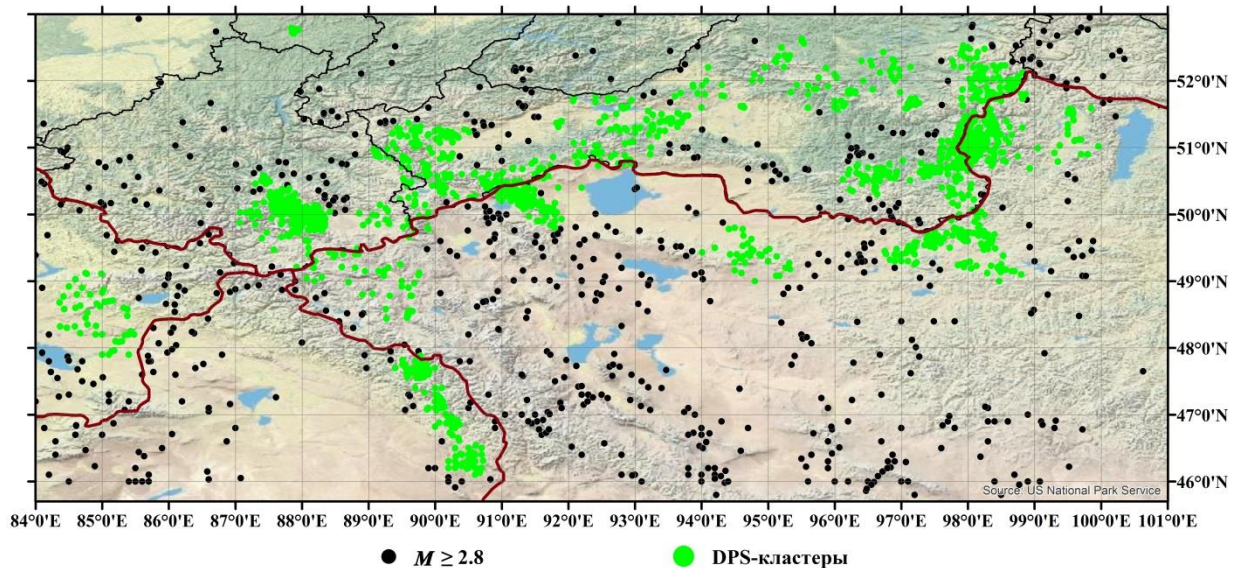 52°0'N
51°0'N
50°0'N
49°0'N
48°0'N
47°0'N
46°0'N
Source: US National Park Service
84°0'E 85°0'E 86°0'E 87°0'E 88°0'E 89°0'E 90°0'E 91°0'E 92°0'E 93°0'E 94°0'E 95°0'E 96°0'E 97°0'E 98°0'E 99°0'E 100°0'E 101°0'E
M ≥ 2.8 DPS-кластеры